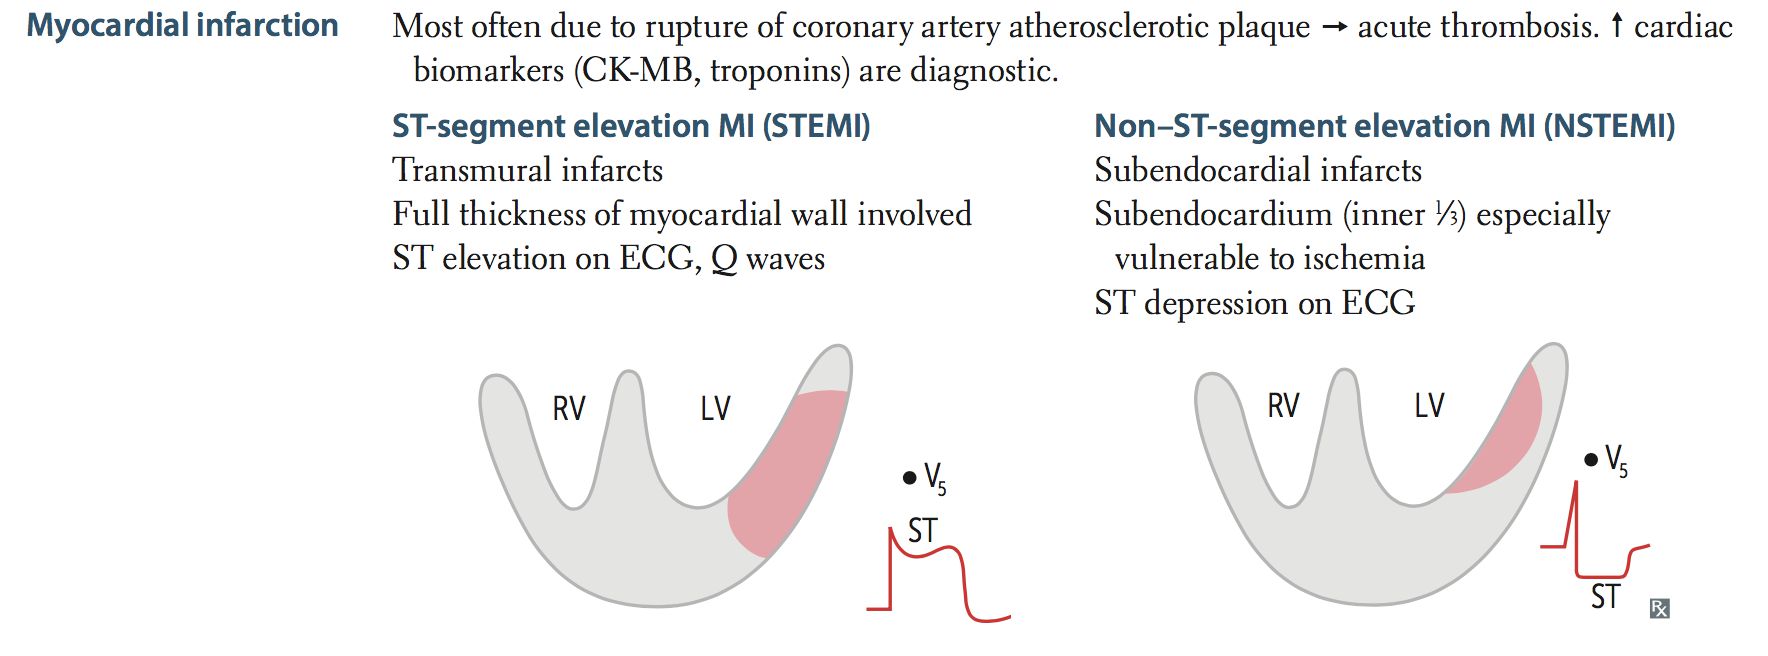 Myocardial infarction
Most often due to rupture of coronary artery atherosclerotic plaque → acute thrombosis. ↑ cardiac
biomarkers (CK-MB, troponins) are diagnostic.
ST-segment elevation MI (STEMI)
Transmural infarcts
Full thickness of myocardial wall involved
ST elevation on ECG, Q waves
RV
LV
V₅
ST
Non–ST-segment elevation MI (NSTEMI)
Subendocardial infarcts
Subendocardium (inner ⅓) especially
vulnerable to ischemia
ST depression on ECG
RV
LV
V₅
ST
Rx